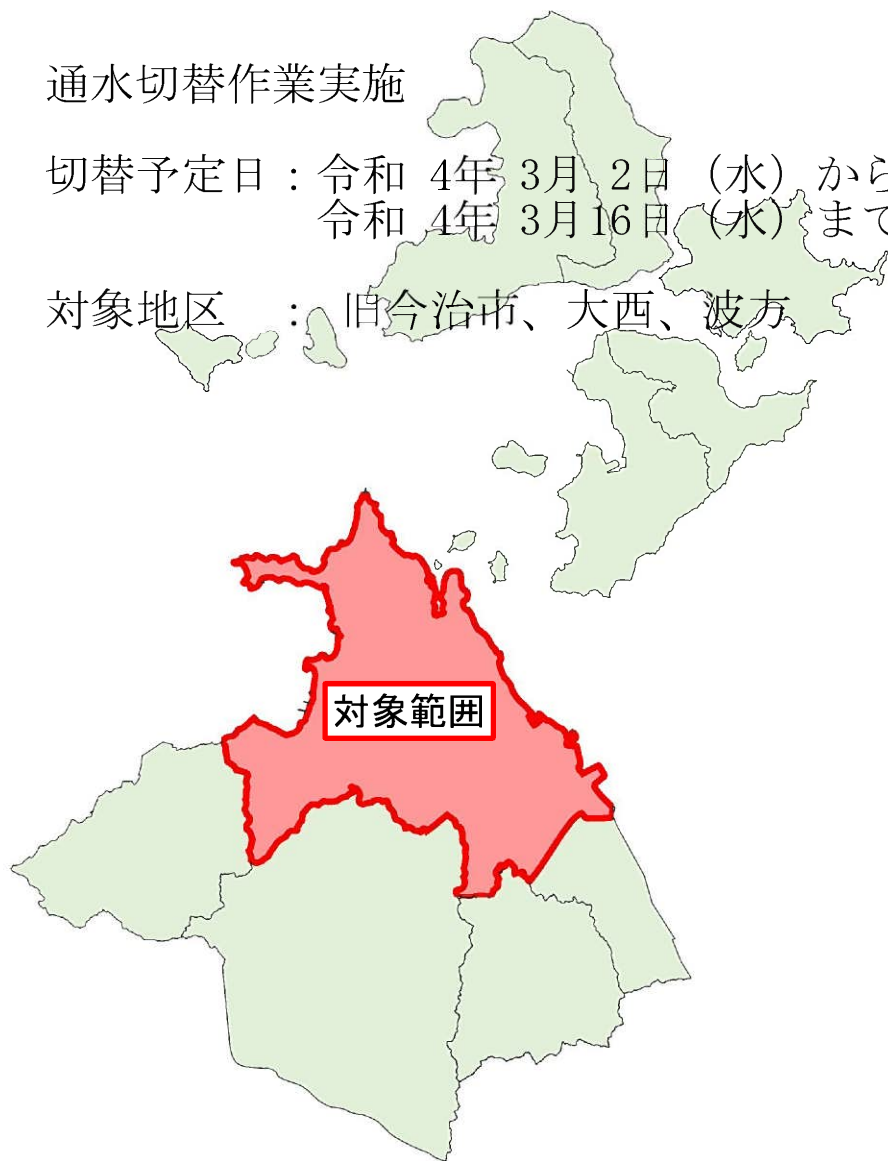 通水切替作業実施
切替予定日：令和 4年 3月 2日（水）から
令和 4年 3月16日（水）まで
対象地区 ： 旧今治市、大西、波方
対象範囲